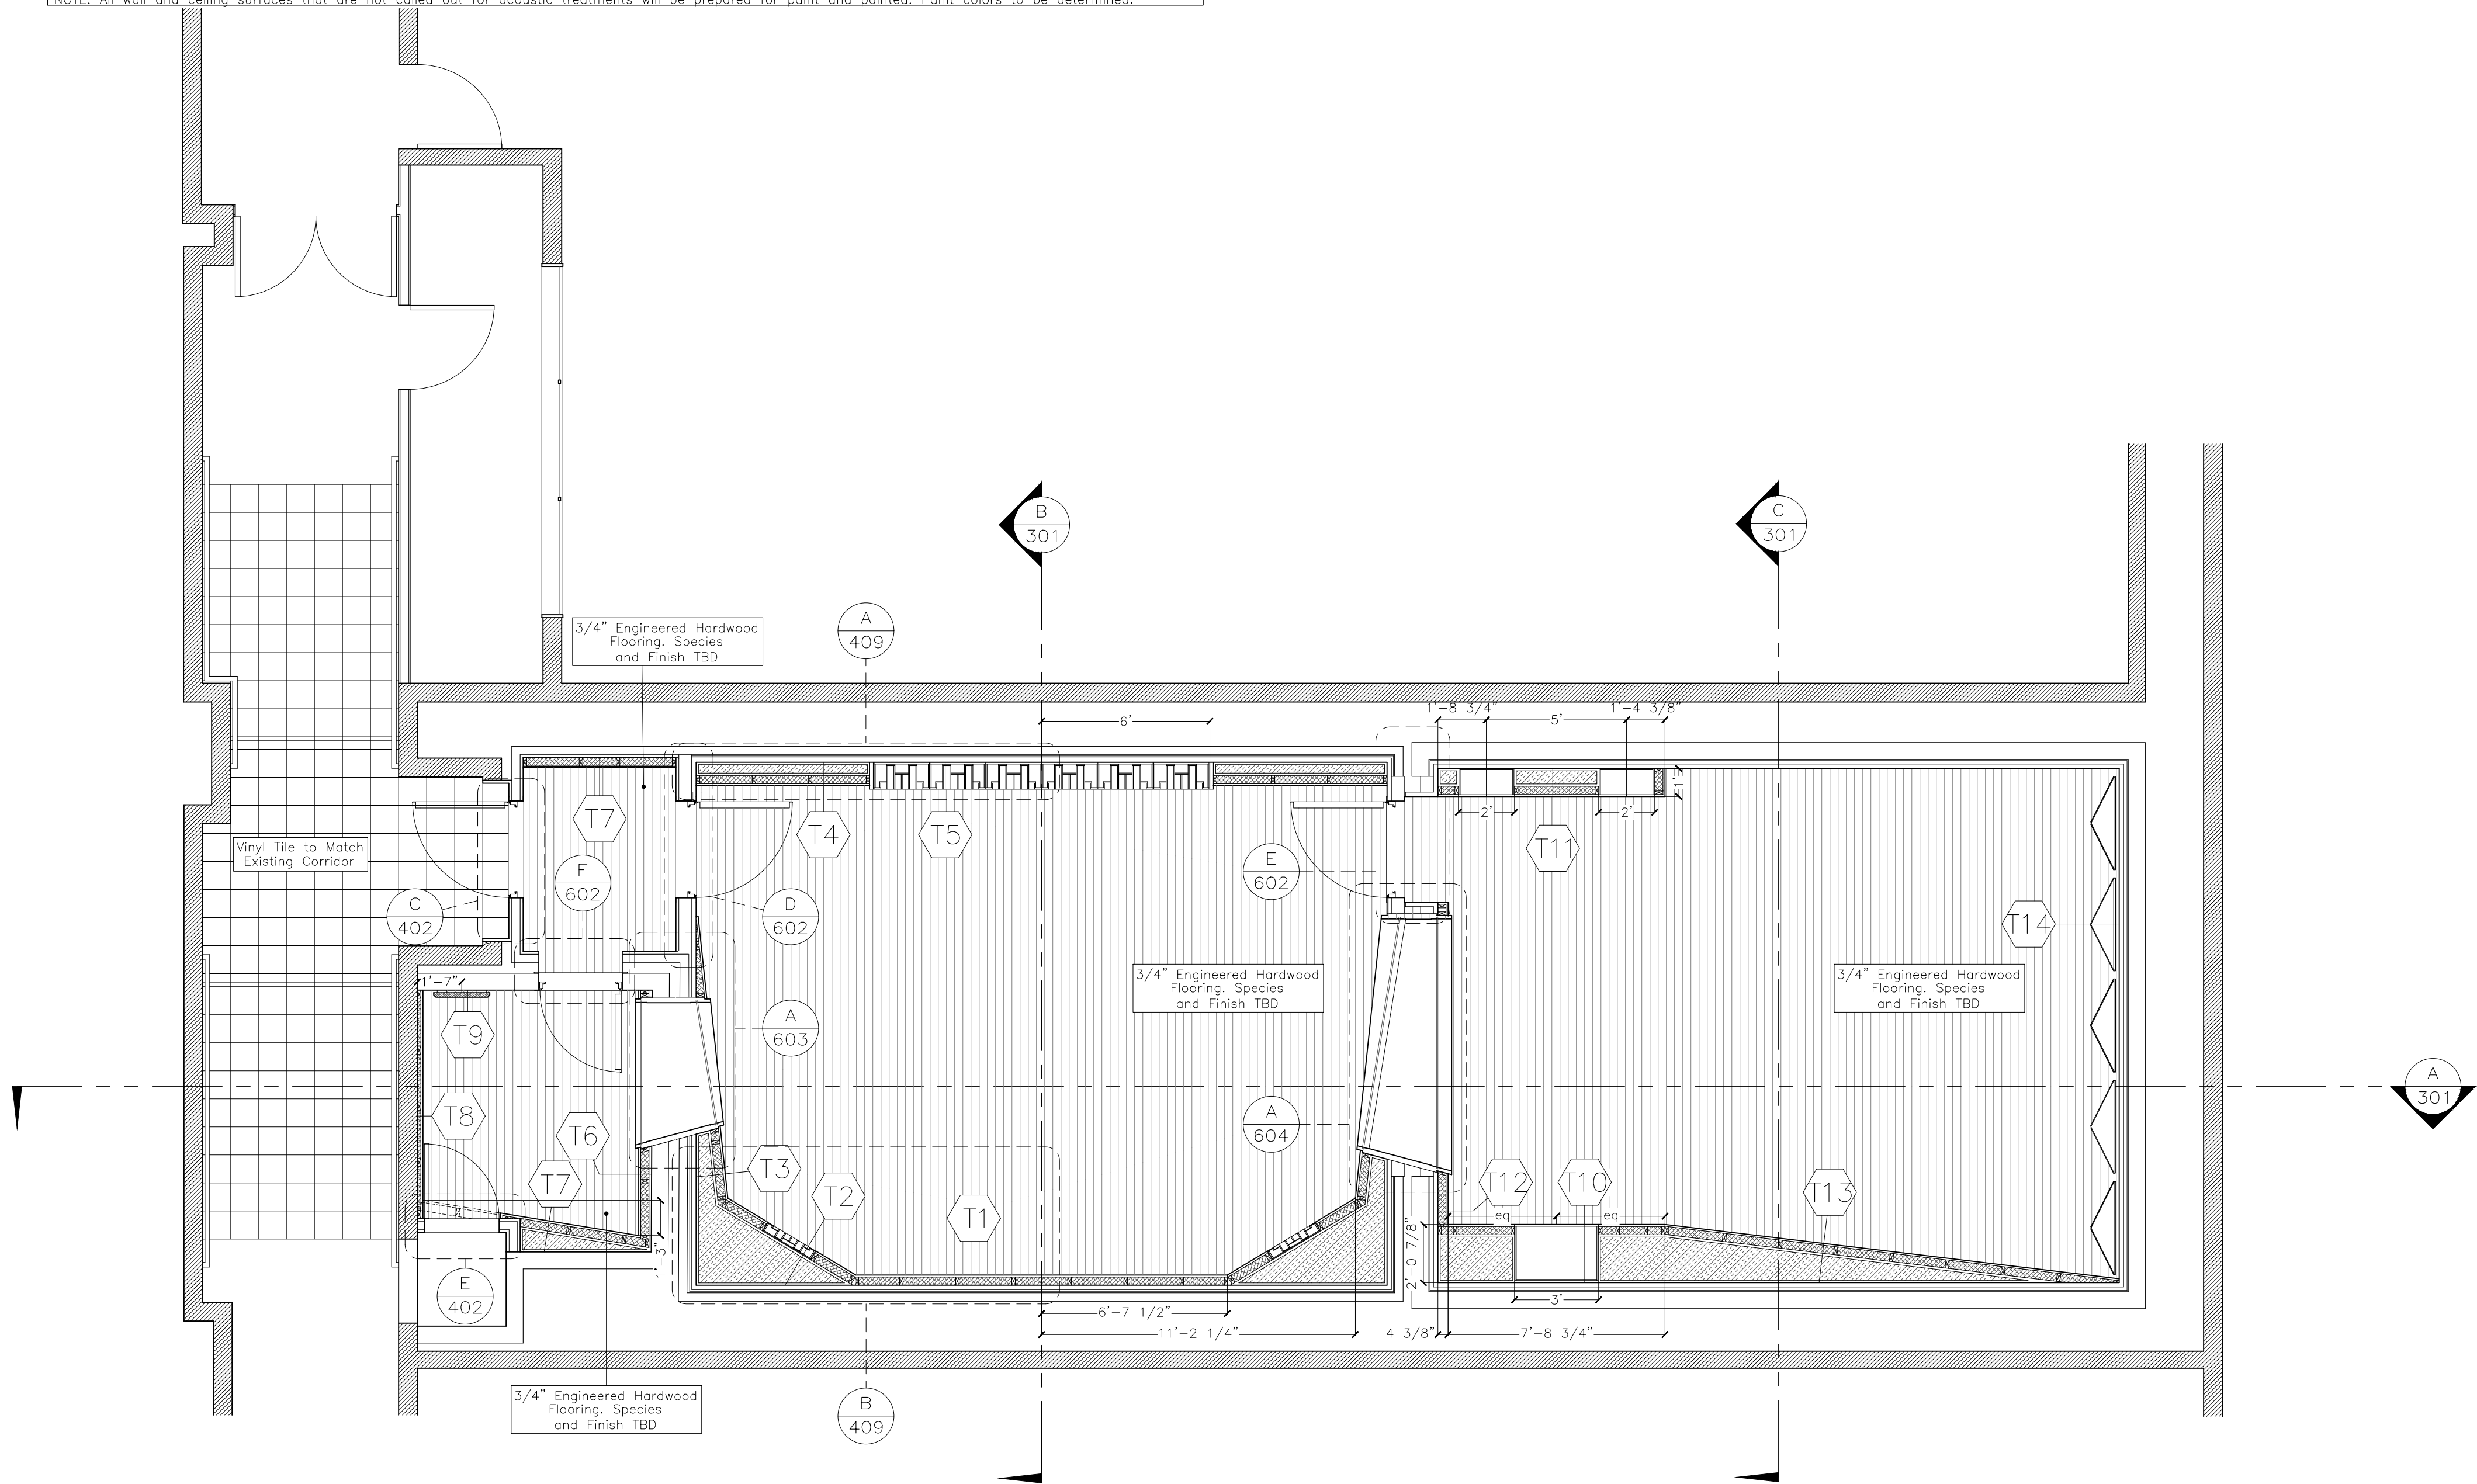 NOTE: All wall and ceiling surfaces that are not called out for acoustic treatments will be prepared for paint and painted. Paint colors to be determined.
B
301
C
301
3/4" Engineered Hardwood
Flooring. Species
and Finish TBD
A
409
1'-8 3/4"
5'
1'-4 3/8"
6'
1'
2'
2'
T7
T4
T5
T11
Vinyl Tile to Match
Existing Corridor
F
602
E
602
C
402
D
602
T14
1'-7"
3/4" Engineered Hardwood
Flooring. Species
and Finish TBD
3/4" Engineered Hardwood
Flooring. Species
and Finish TBD
T9
A
603
A
301
T8
T6
A
604
T3
T7
T2
T12
T10
T13
T1
eq
eq
1'-3"
2'-0 7/8"
E
402
3'
6'-7 1/2"
11'-2 1/4"
4 3/8"
7'-8 3/4"
3/4" Engineered Hardwood
Flooring. Species
and Finish TBD
B
409